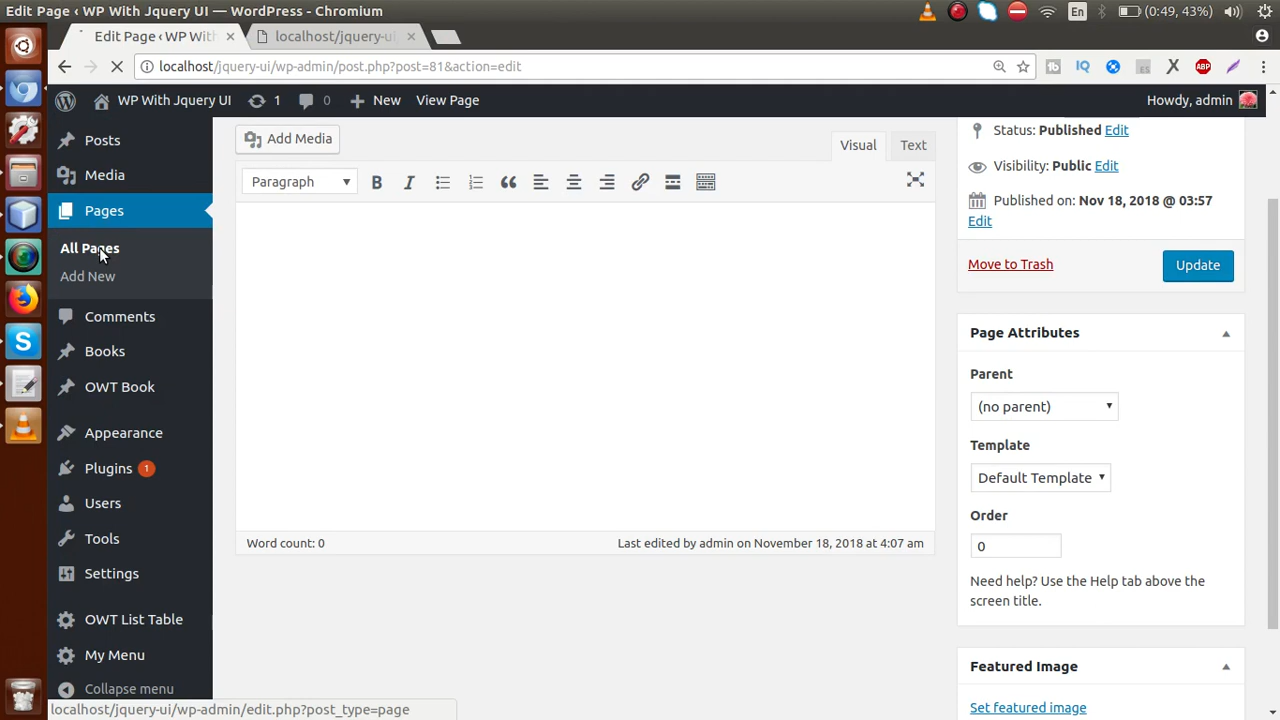 Edit Page ‹ WP With Jquery UI — WordPress - Chromium
En
(0:49, 43%)
Edit Page ‹ WP With
localhost/jquery-ui
localhost/jquery-ui/wp-admin/post.php?post=81&action=edit
ABP
WP With Jquery UI
1
0
New
View Page
Howdy, admin
Posts
Media
Pages
All Pages
Add New
Comments
Books
OWT Book
Appearance
Plugins 1
Users
Tools
Settings
OWT List Table
My Menu
Collapse menu
Add Media
Visual
Text
Paragraph
Word count: 0
Last edited by admin on November 18, 2018 at 4:07 am
Status: Published Edit
Visibility: Public Edit
Published on: Nov 18, 2018 @ 03:57
Edit
Move to Trash
Update
Page Attributes
Parent
(no parent)
Template
Default Template
Order
0
Need help? Use the Help tab above the
screen title.
Featured Image
Set featured image
localhost/jquery-ui/wp-admin/edit.php?post_type=page